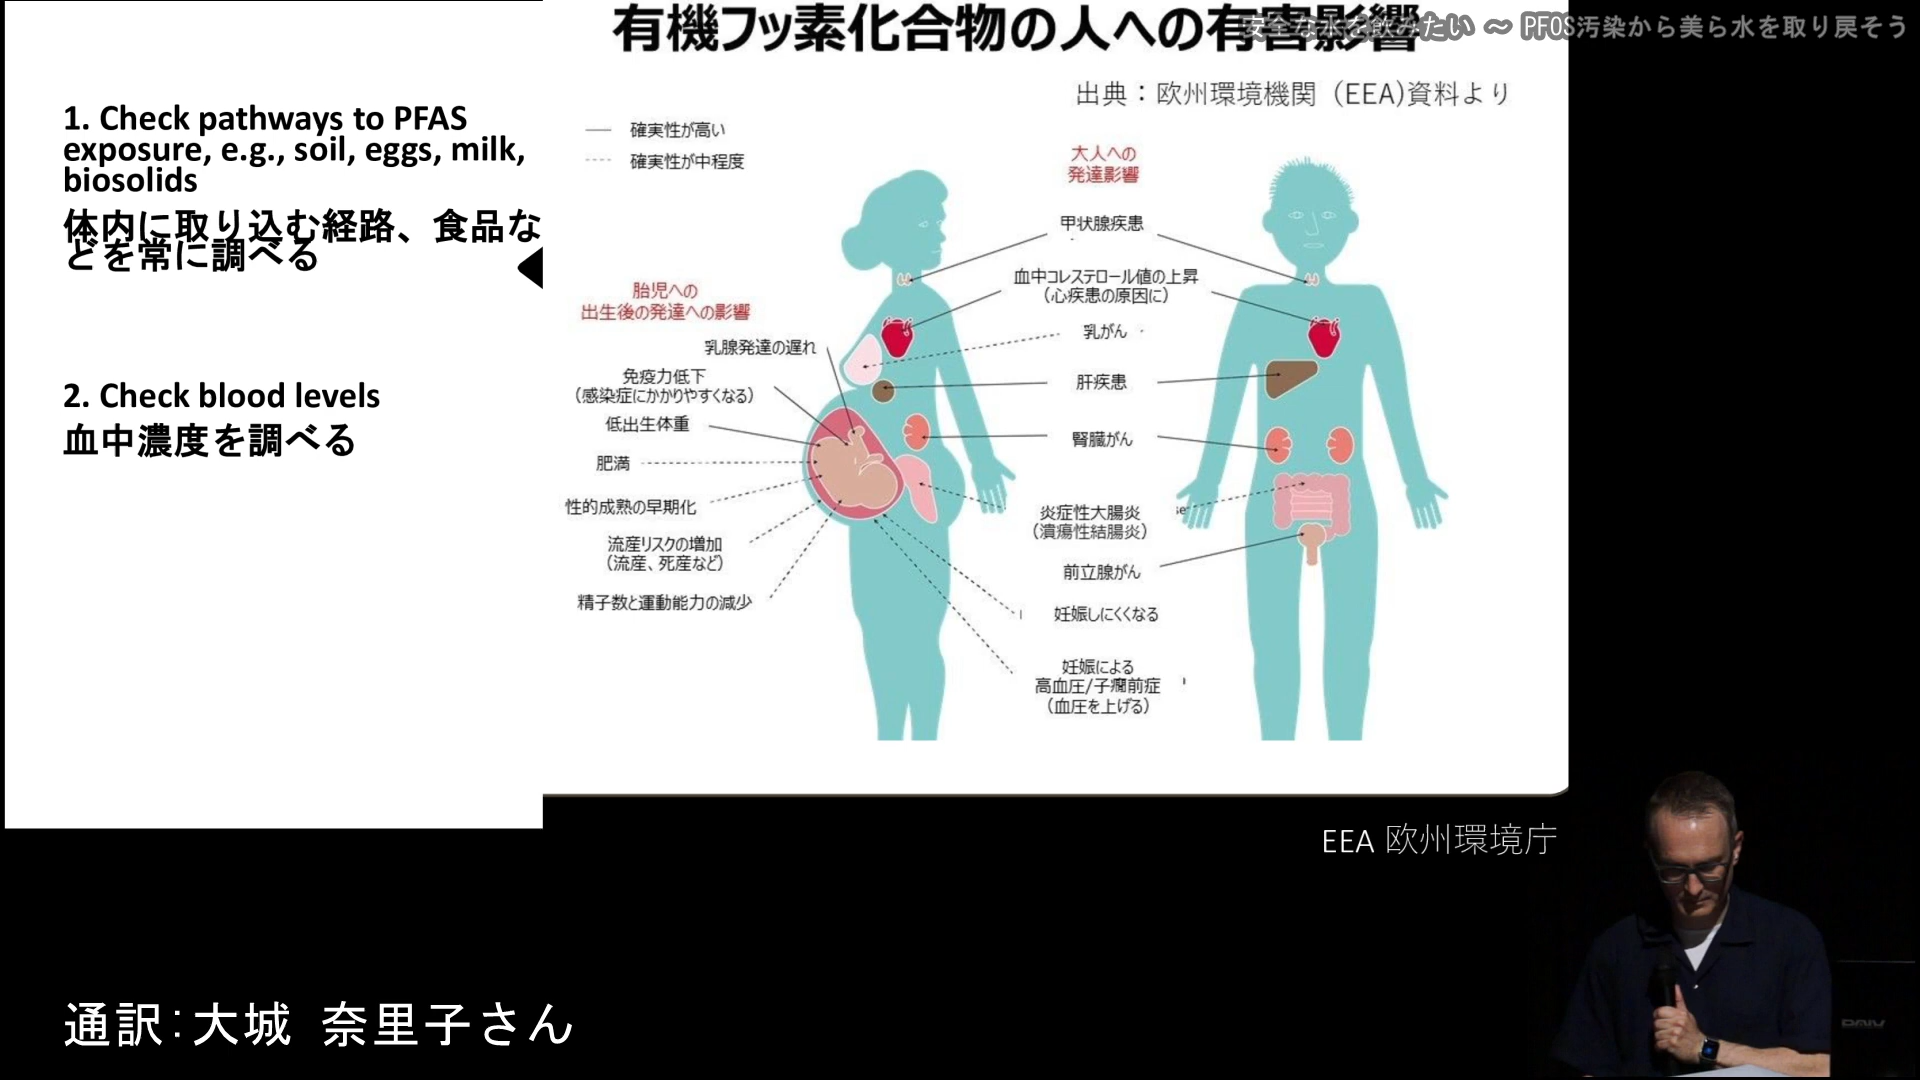 有機フッ素化合物の人への有害影響
安全な水を飲みたい ～ PFOS汚染から美ら水を取り戻そう
出典：欧州環境機関（EEA)資料より
1. Check pathways to PFAS
exposure, e.g., soil, eggs, milk,
biosolids
体内に取り込む経路、食品な
どを常に調べる
2. Check blood levels
血中濃度を調べる
確実性が高い
確実性が中程度
大人への
発達影響
甲状腺疾患
血中コレステロール値の上昇
（心疾患の原因に）
乳がん
肝疾患
腎臓がん
炎症性大腸炎
（潰瘍性結腸炎）
前立腺がん
妊娠しにくくなる
妊娠による
高血圧/子癇前症
（血圧を上げる）
胎児への
出生後の発達への影響
乳腺発達の遅れ
免疫力低下
（感染症にかかりやすくなる）
低出生体重
肥満
性的成熟の早期化
流産リスクの増加
（流産、死産など）
精子数と運動能力の減少
EEA 欧州環境庁
通訳：大城 奈里子さん